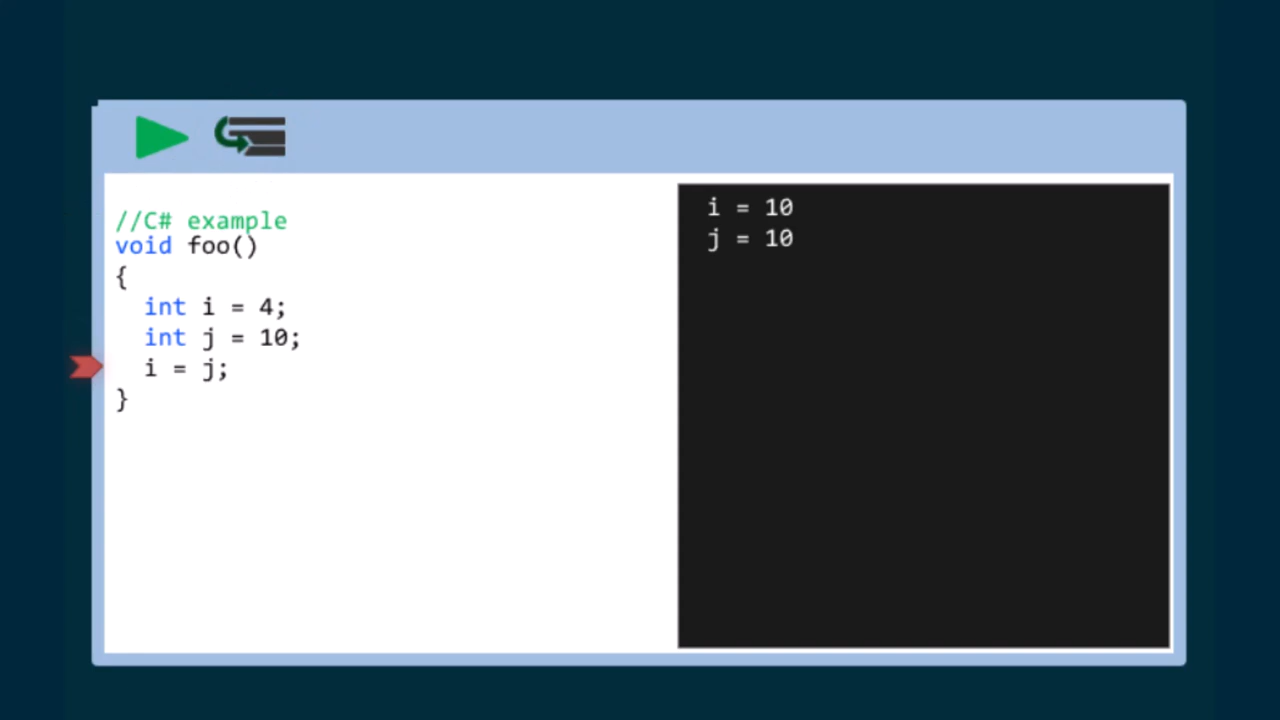 //C# example
void foo()
{
  int i = 4;
  int j = 10;
  i = j;
}
i = 10
j = 10